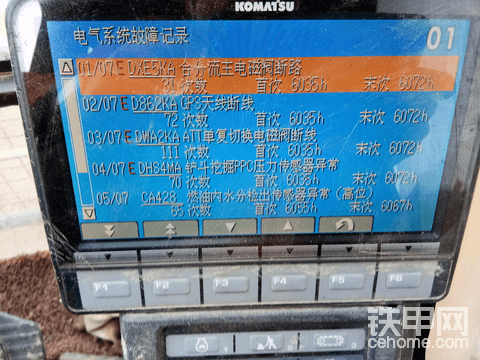 KOMATSU
电气系统故障记录
01
01/07 E DXE5KA 合分流主电磁阀断路
31 次数 首次 6035h 末次 6072h
02/07 E D862KA GPS天线断线
72 次数 首次 6035h 末次 6072h
03/07 E DWA2KA ATT单复切换电磁阀断线
111 次数 首次 6035h 末次 6072h
04/07 E DHS4MA 铲斗挖掘PPC压力传感器异常
70 次数 首次 6035h 末次 6072h
05/07 CA428 燃油内水分检出传感器异常（高位）
65 次数 首次 6055h 末次 6067h
F1 F2 F3 F4 F5 F6
铁甲网
cehome.com